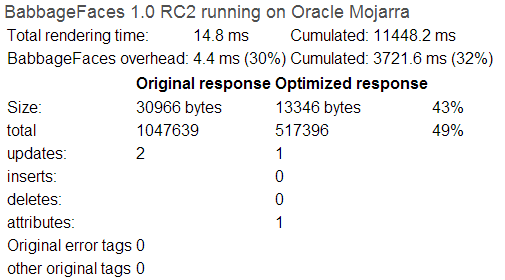 BabbageFaces 1.0 RC2 running on Oracle Mojarra
Total rendering time: 14.8 ms Cumulated: 11448.2 ms
BabbageFaces overhead: 4.4 ms (30%) Cumulated: 3721.6 ms (32%)
Original response Optimized response
Size: 30966 bytes 13346 bytes 43%
total 1047639 517396 49%
updates: 2 1
inserts: 0
deletes: 0
attributes: 1
Original error tags 0
other original tags 0